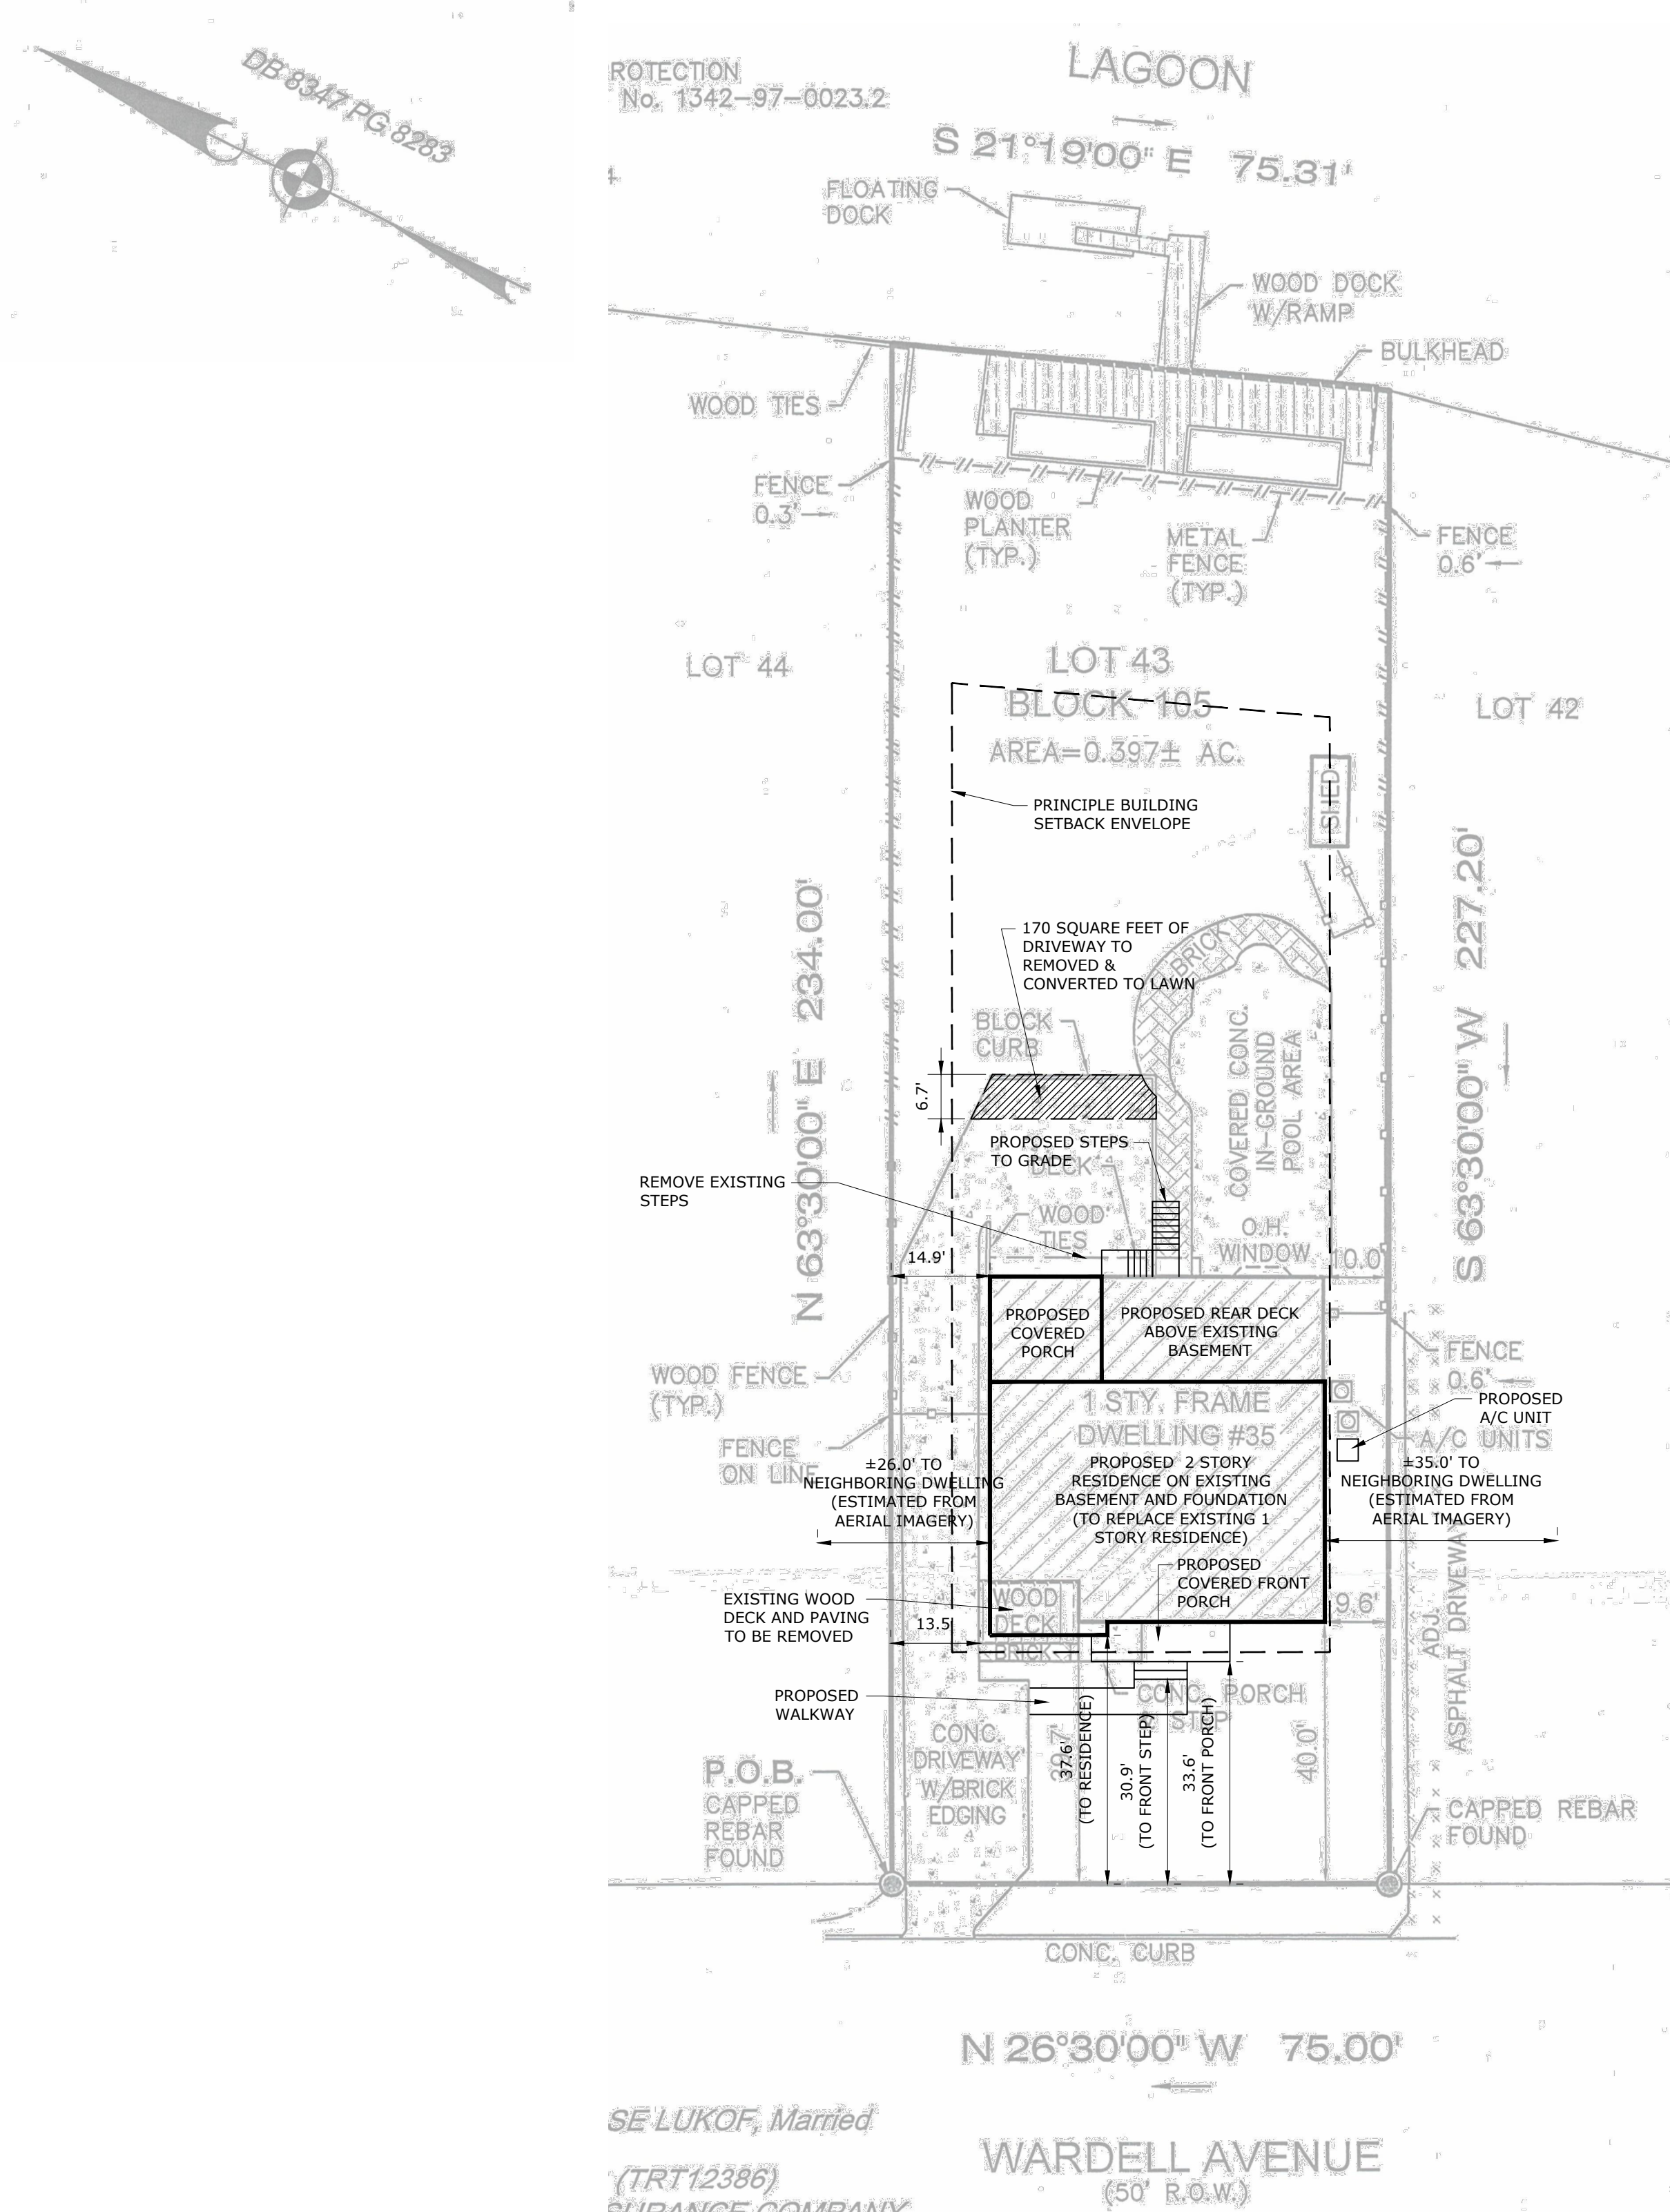 DB 8347 PG 8283
ROTECTION
No. 1342-97-0023.2
LAGOON
S 21°19'00" E 75.31'
FLOATING
DOCK
WOOD DOCK
W/RAMP
BULKHEAD
WOOD TIES
FENCE
0.3'
WOOD
PLANTER
(TYP.)
METAL
FENCE
(TYP.)
FENCE
0.6'
LOT 44
LOT 43
BLOCK 105
AREA=0.397± AC.
LOT 42
SHED
PRINCIPLE BUILDING
SETBACK ENVELOPE
N 63°30'00" E 234.00'
S 63°30'00" W 227.20'
170 SQUARE FEET OF
DRIVEWAY TO
REMOVED &
CONVERTED TO LAWN
BRICK
BLOCK
CURB
COVERED CONC.
IN-GROUND
POOL AREA
6.7'
PROPOSED STEPS
TO GRADE
DECK
REMOVE EXISTING
STEPS
WOOD
TIES
O.H.
WINDOW
14.9'
10.0'
PROPOSED
COVERED
PORCH
PROPOSED REAR DECK
ABOVE EXISTING
BASEMENT
WOOD FENCE
(TYP.)
FENCE
0.6'
1 STY. FRAME
DWELLING #35
PROPOSED
A/C UNIT
A/C UNITS
FENCE
ON LINE
±26.0' TO
NEIGHBORING DWELLING
(ESTIMATED FROM
AERIAL IMAGERY)
PROPOSED 2 STORY
RESIDENCE ON EXISTING
BASEMENT AND FOUNDATION
(TO REPLACE EXISTING 1
STORY RESIDENCE)
±35.0' TO
NEIGHBORING DWELLING
(ESTIMATED FROM
AERIAL IMAGERY)
PROPOSED
COVERED FRONT
PORCH
EXISTING WOOD
DECK AND PAVING
TO BE REMOVED
WOOD
DECK
BRICK
13.5'
9.6'
ADJ.
ASPHALT DRIVEWAY
PROPOSED
WALKWAY
CONC. PORCH
STEP
CONC.
DRIVEWAY
W/BRICK
EDGING
37.6'
(TO RESIDENCE)
30.9'
(TO FRONT STEP)
33.6'
(TO FRONT PORCH)
40.0'
P.O.B.
CAPPED
REBAR
FOUND
CAPPED REBAR
FOUND
CONC. CURB
N 26°30'00" W 75.00'
SE LUKOF, Married
(TRT12386)
WARDELL AVENUE
(50' R.O.W.)